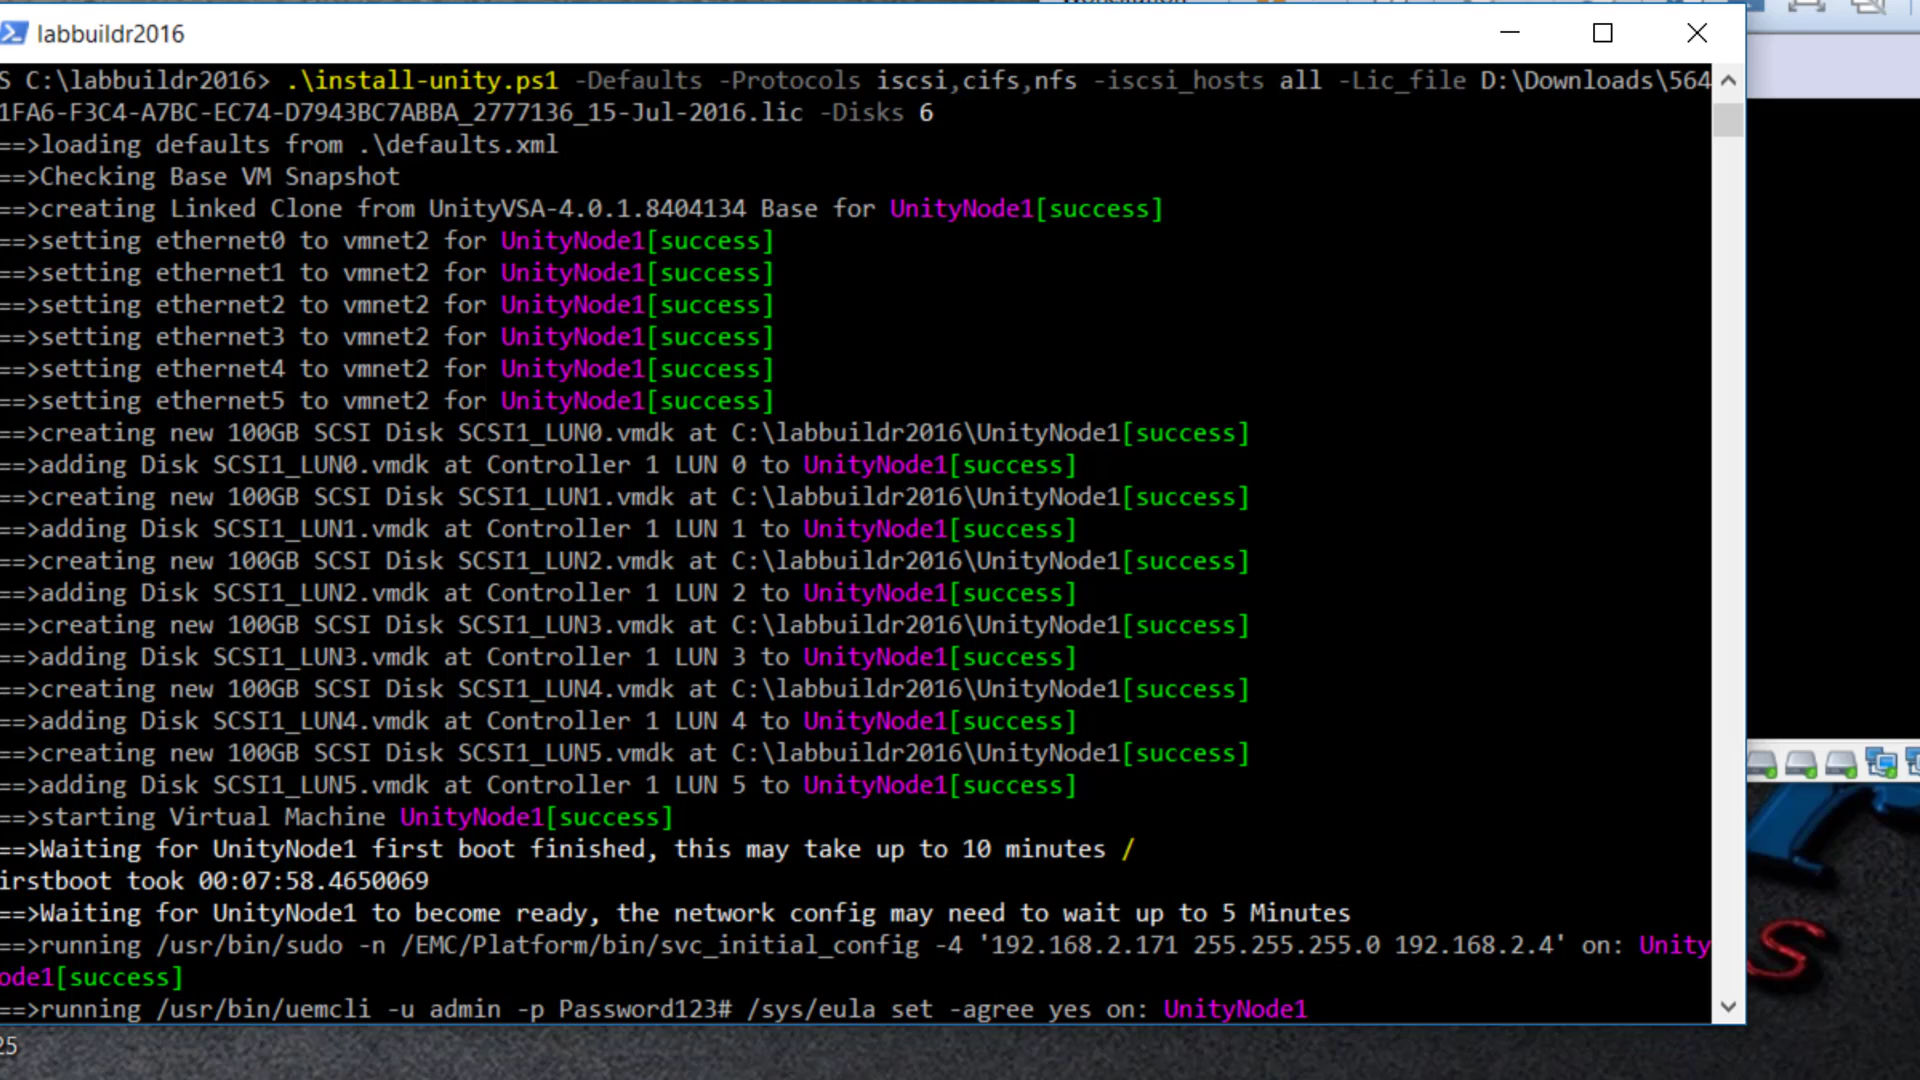 labbuildr2016
S C:\labbuildr2016> .\install-unity.ps1 -Defaults -Protocols iscsi,cifs,nfs -iscsi_hosts all -Lic_file D:\Downloads\564
1FA6-F3C4-A7BC-EC74-D7943BC7ABBA_2777136_15-Jul-2016.lic -Disks 6
==>loading defaults from .\defaults.xml
==>Checking Base VM Snapshot
==>creating Linked Clone from UnityVSA-4.0.1.8404134 Base for UnityNode1[success]
==>setting ethernet0 to vmnet2 for UnityNode1[success]
==>setting ethernet1 to vmnet2 for UnityNode1[success]
==>setting ethernet2 to vmnet2 for UnityNode1[success]
==>setting ethernet3 to vmnet2 for UnityNode1[success]
==>setting ethernet4 to vmnet2 for UnityNode1[success]
==>setting ethernet5 to vmnet2 for UnityNode1[success]
==>creating new 100GB SCSI Disk SCSI1_LUN0.vmdk at C:\labbuildr2016\UnityNode1[success]
==>adding Disk SCSI1_LUN0.vmdk at Controller 1 LUN 0 to UnityNode1[success]
==>creating new 100GB SCSI Disk SCSI1_LUN1.vmdk at C:\labbuildr2016\UnityNode1[success]
==>adding Disk SCSI1_LUN1.vmdk at Controller 1 LUN 1 to UnityNode1[success]
==>creating new 100GB SCSI Disk SCSI1_LUN2.vmdk at C:\labbuildr2016\UnityNode1[success]
==>adding Disk SCSI1_LUN2.vmdk at Controller 1 LUN 2 to UnityNode1[success]
==>creating new 100GB SCSI Disk SCSI1_LUN3.vmdk at C:\labbuildr2016\UnityNode1[success]
==>adding Disk SCSI1_LUN3.vmdk at Controller 1 LUN 3 to UnityNode1[success]
==>creating new 100GB SCSI Disk SCSI1_LUN4.vmdk at C:\labbuildr2016\UnityNode1[success]
==>adding Disk SCSI1_LUN4.vmdk at Controller 1 LUN 4 to UnityNode1[success]
==>creating new 100GB SCSI Disk SCSI1_LUN5.vmdk at C:\labbuildr2016\UnityNode1[success]
==>adding Disk SCSI1_LUN5.vmdk at Controller 1 LUN 5 to UnityNode1[success]
==>starting Virtual Machine UnityNode1[success]
==>Waiting for UnityNode1 first boot finished, this may take up to 10 minutes /
irstboot took 00:07:58.4650069
==>Waiting for UnityNode1 to become ready, the network config may need to wait up to 5 Minutes
==>running /usr/bin/sudo -n /EMC/Platform/bin/svc_initial_config -4 '192.168.2.171 255.255.255.0 192.168.2.4' on: Unity
ode1[success]
==>running /usr/bin/uemcli -u admin -p Password123# /sys/eula set -agree yes on: UnityNode1
25
s